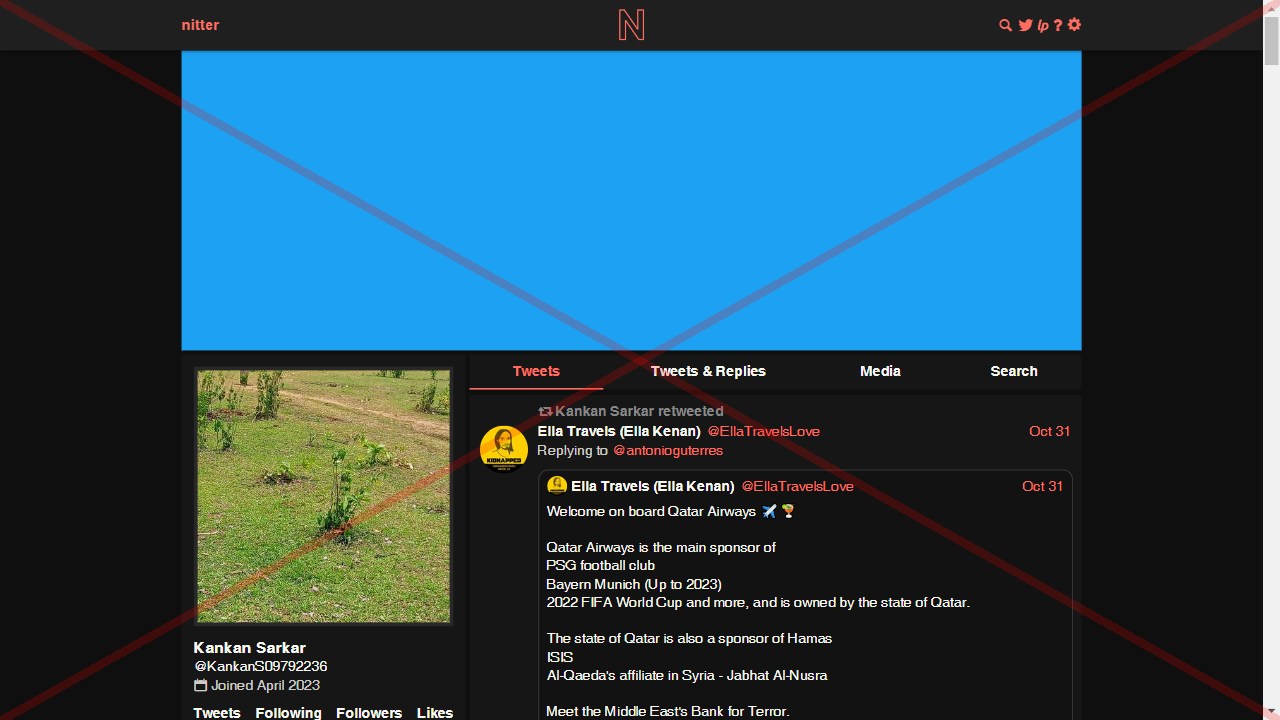 nitter
N
lp ?
Tweets Tweets & Replies Media Search
Kankan Sarkar retweeted
Ella Travels (Ella Kenan) @EllaTravelsLove Oct 31
Replying to @antonioguterres
KIDNAPPED
Ella Travels (Ella Kenan) @EllaTravelsLove Oct 31
Welcome on board Qatar Airways ✈️ 🍹
Qatar Airways is the main sponsor of
PSG football club
Bayern Munich (Up to 2023)
2022 FIFA World Cup and more, and is owned by the state of Qatar.
The state of Qatar is also a sponsor of Hamas
ISIS
Al-Qaeda's affiliate in Syria - Jabhat Al-Nusra
Meet the Middle East's Bank for Terror.
Kankan Sarkar
@KankanS09792236
Joined April 2023
Tweets Following Followers Likes